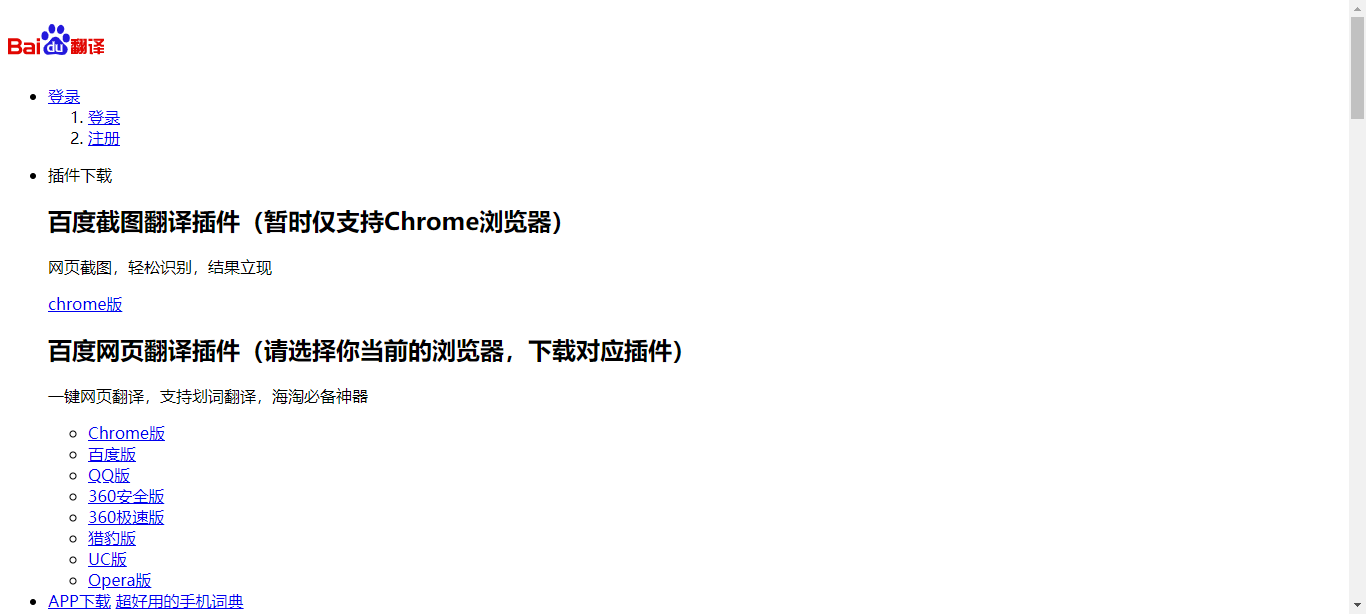 Bai du 翻译
登录
1. 登录
2. 注册
插件下载
百度截图翻译插件（暂时仅支持Chrome浏览器）
网页截图，轻松识别，结果立现
chrome版
百度网页翻译插件（请选择你当前的浏览器，下载对应插件）
一键网页翻译，支持划词翻译，海淘必备神器
Chrome版
百度版
QQ版
360安全版
360极速版
猎豹版
UC版
Opera版
APP下载 超好用的手机词典